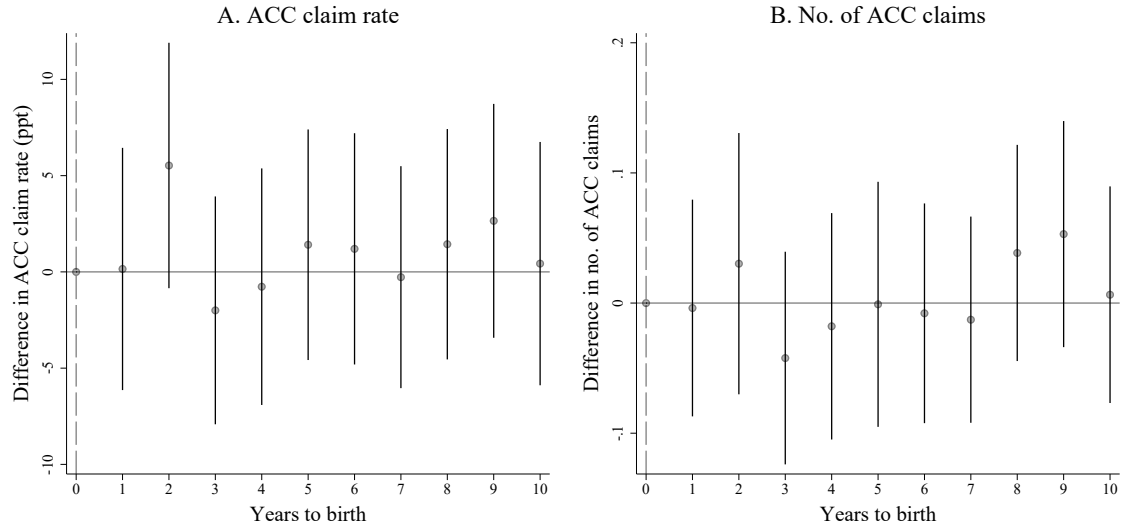 A. ACC claim rate
Difference in ACC claim rate (ppt)
10
5
0
-5
-10
0 1 2 3 4 5 6 7 8 9 10
Years to birth
B. No. of ACC claims
Difference in no. of ACC claims
.2
.1
0
-.1
0 1 2 3 4 5 6 7 8 9 10
Years to birth